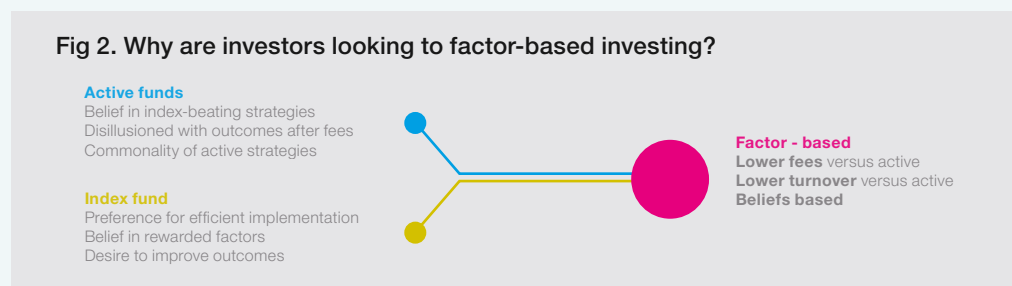 Fig 2. Why are investors looking to factor-based investing?
Active funds
Belief in index-beating strategies
Disillusioned with outcomes after fees
Commonality of active strategies
Index fund
Preference for efficient implementation
Belief in rewarded factors
Desire to improve outcomes
Factor - based
Lower fees versus active
Lower turnover versus active
Beliefs based